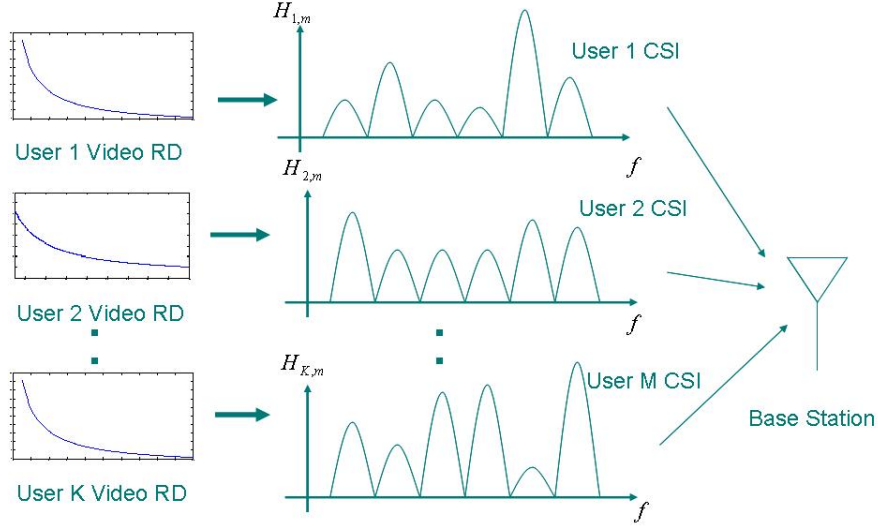 H1,m
User 1 CSI
User 1 Video RD
f
H2,m
User 2 CSI
User 2 Video RD
f
HK,m
User M CSI
Base Station
User K Video RD
f